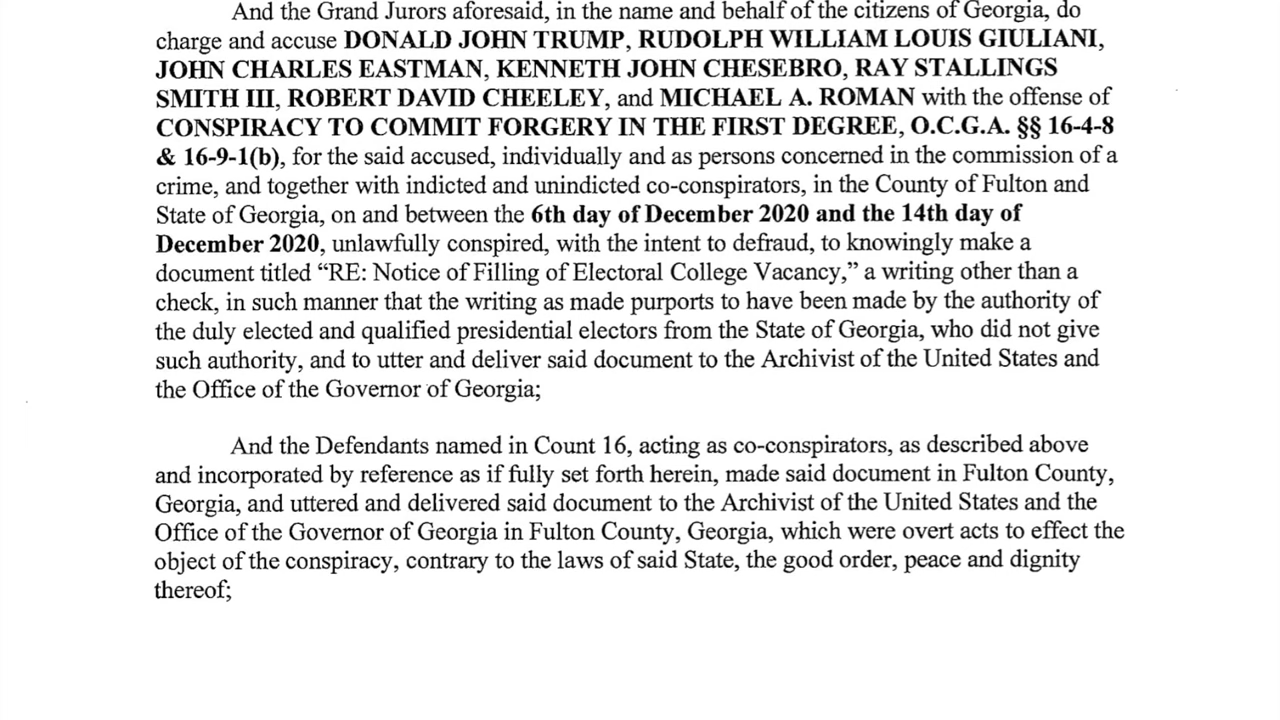 And the Grand Jurors aforesaid, in the name and behalf of the citizens of Georgia, do
charge and accuse DONALD JOHN TRUMP, RUDOLPH WILLIAM LOUIS GIULIANI,
JOHN CHARLES EASTMAN, KENNETH JOHN CHESEBRO, RAY STALLINGS
SMITH III, ROBERT DAVID CHEELEY, and MICHAEL A. ROMAN with the offense of
CONSPIRACY TO COMMIT FORGERY IN THE FIRST DEGREE, O.C.G.A. §§ 16-4-8
& 16-9-1(b), for the said accused, individually and as persons concerned in the commission of a
crime, and together with indicted and unindicted co-conspirators, in the County of Fulton and
State of Georgia, on and between the 6th day of December 2020 and the 14th day of
December 2020, unlawfully conspired, with the intent to defraud, to knowingly make a
document titled “RE: Notice of Filling of Electoral College Vacancy,” a writing other than a
check, in such manner that the writing as made purports to have been made by the authority of
the duly elected and qualified presidential electors from the State of Georgia, who did not give
such authority, and to utter and deliver said document to the Archivist of the United States and
the Office of the Governor of Georgia;
And the Defendants named in Count 16, acting as co-conspirators, as described above
and incorporated by reference as if fully set forth herein, made said document in Fulton County,
Georgia, and uttered and delivered said document to the Archivist of the United States and the
Office of the Governor of Georgia in Fulton County, Georgia, which were overt acts to effect the
object of the conspiracy, contrary to the laws of said State, the good order, peace and dignity
thereof;